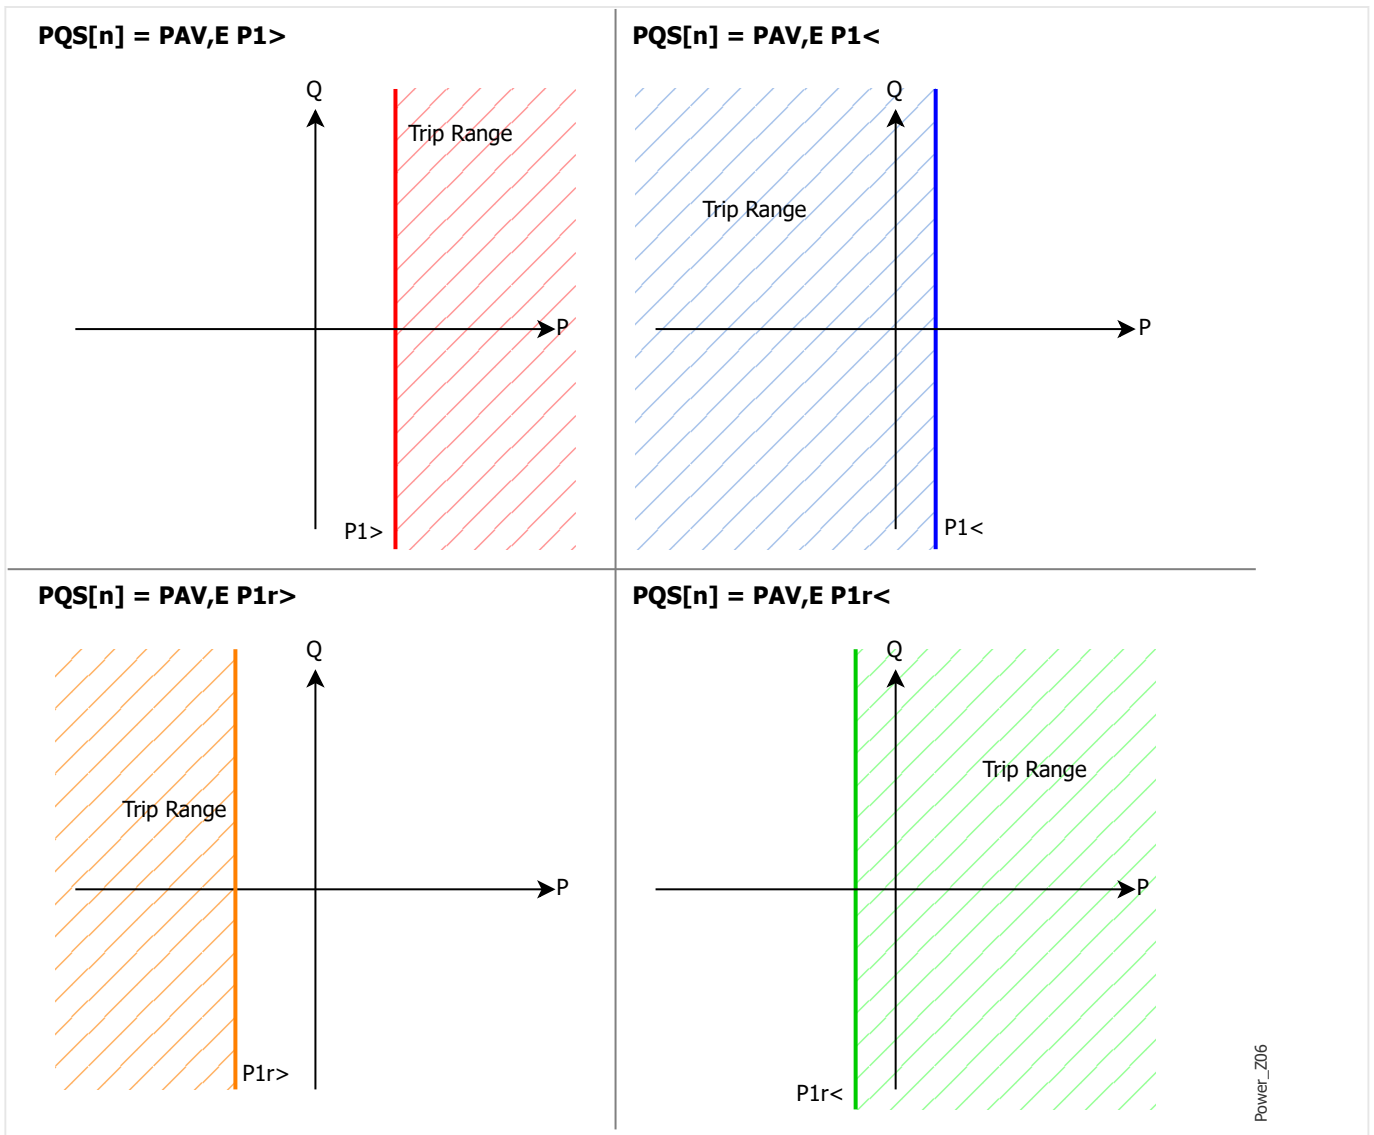 PQS[n] = PAV,E P1>
Q
Trip Range
P
P1>
PQS[n] = PAV,E P1<
Q
Trip Range
P
P1<
PQS[n] = PAV,E P1r>
Q
Trip Range
P
P1r>
PQS[n] = PAV,E P1r<
Q
Trip Range
P
P1r<
Power_Z06